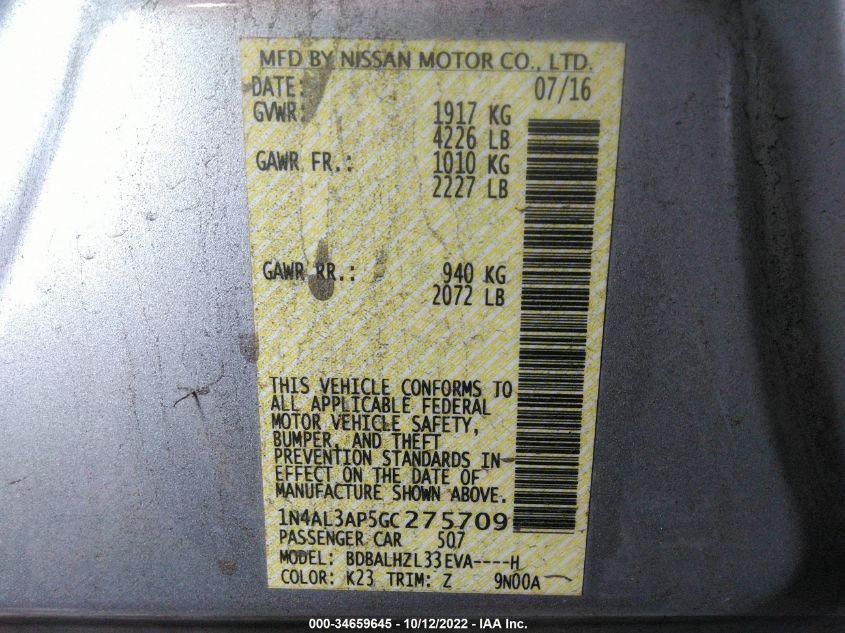 MFD BY NISSAN MOTOR CO., LTD.
DATE: 07/16
GVWR: 1917 KG
4226 LB
GAWR FR.: 1010 KG
2227 LB
GAWR RR.: 940 KG
2072 LB
THIS VEHICLE CONFORMS TO
ALL APPLICABLE FEDERAL
MOTOR VEHICLE SAFETY,
BUMPER, AND THEFT
PREVENTION STANDARDS IN
EFFECT ON THE DATE OF
MANUFACTURE SHOWN ABOVE.
1N4AL3AP5GC275709
PASSENGER CAR 507
MODEL: BDBALHZL33EVA----H
COLOR: K23 TRIM: Z 9N00A
000-34659645 - 10/12/2022 - IAA Inc.